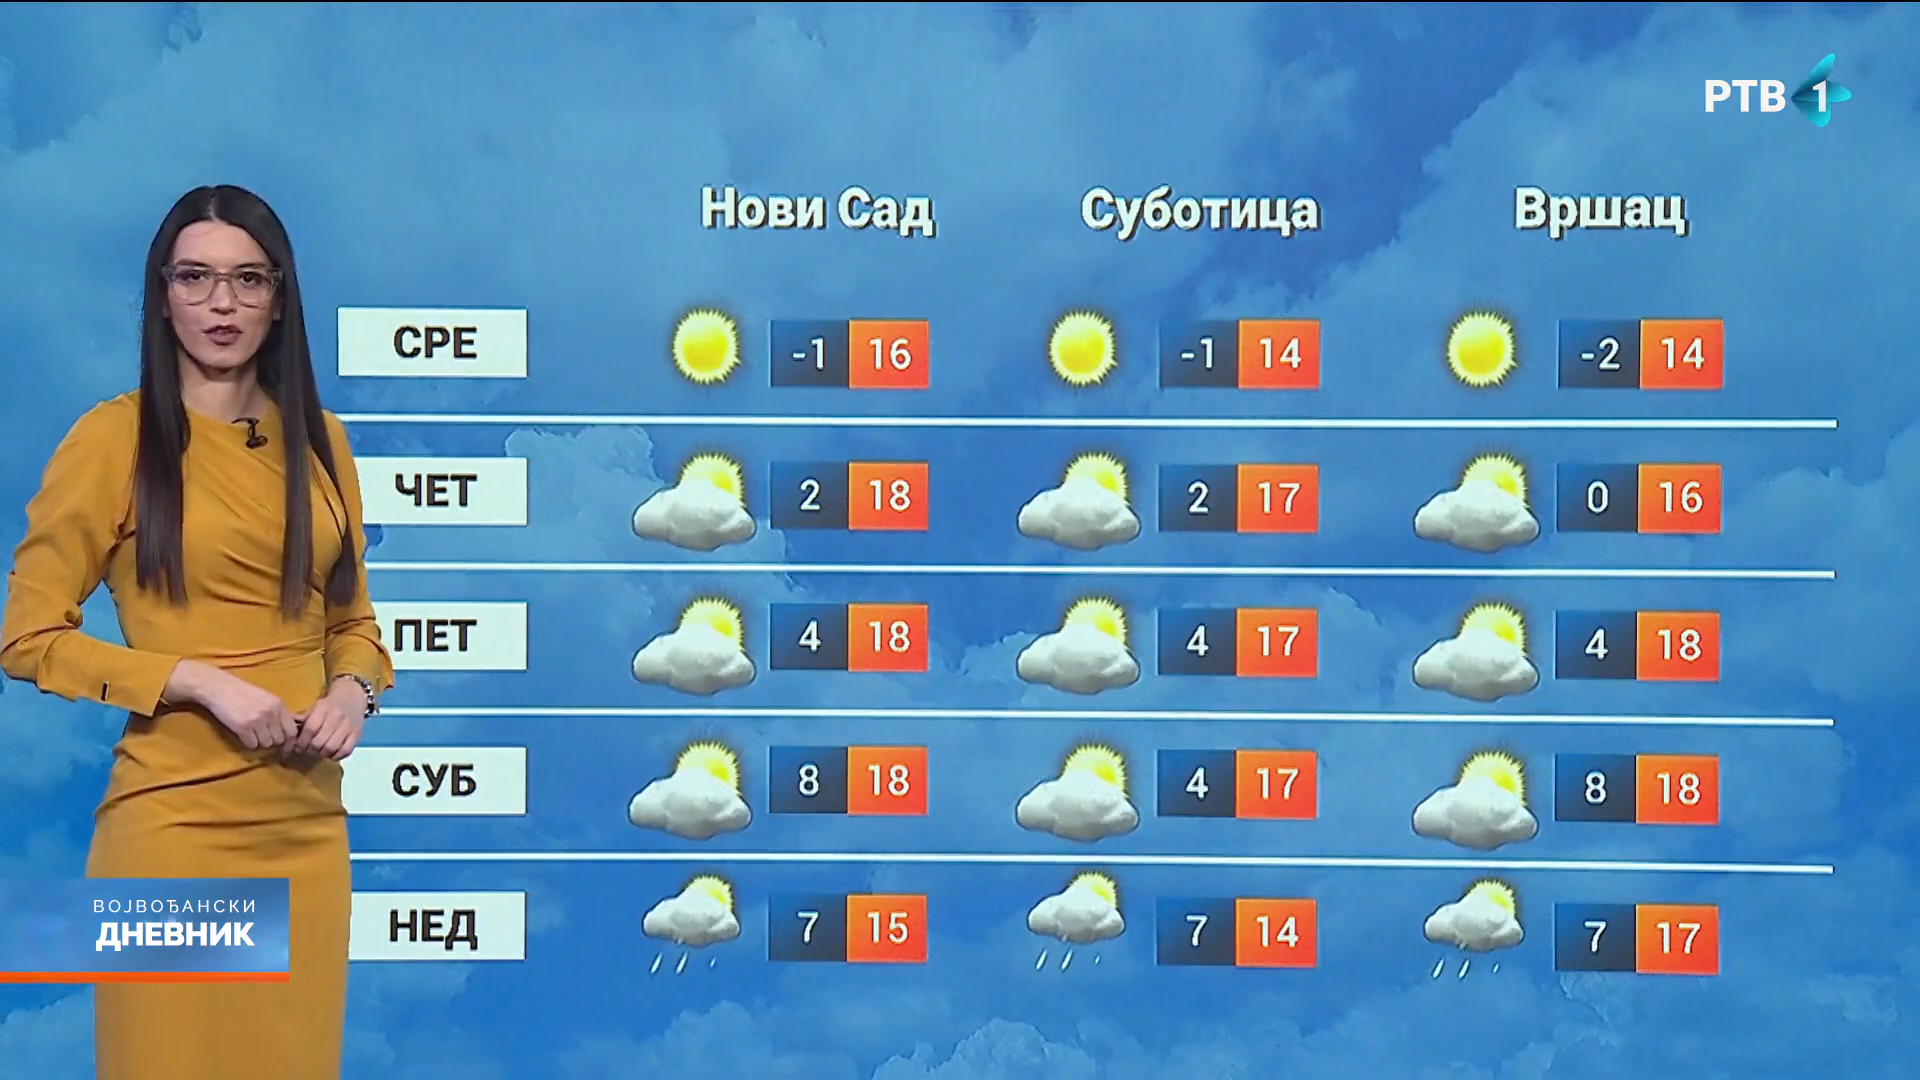 РТВ 1
Нови Сад Суботица Вршац
СРЕ -1 16 -1 14 -2 14
ЧЕТ 2 18 2 17 0 16
ПЕТ 4 18 4 17 4 18
СУБ 8 18 4 17 8 18
НЕД 7 15 7 14 7 17
ВОЈВОЂАНСКИ
ДНЕВНИК